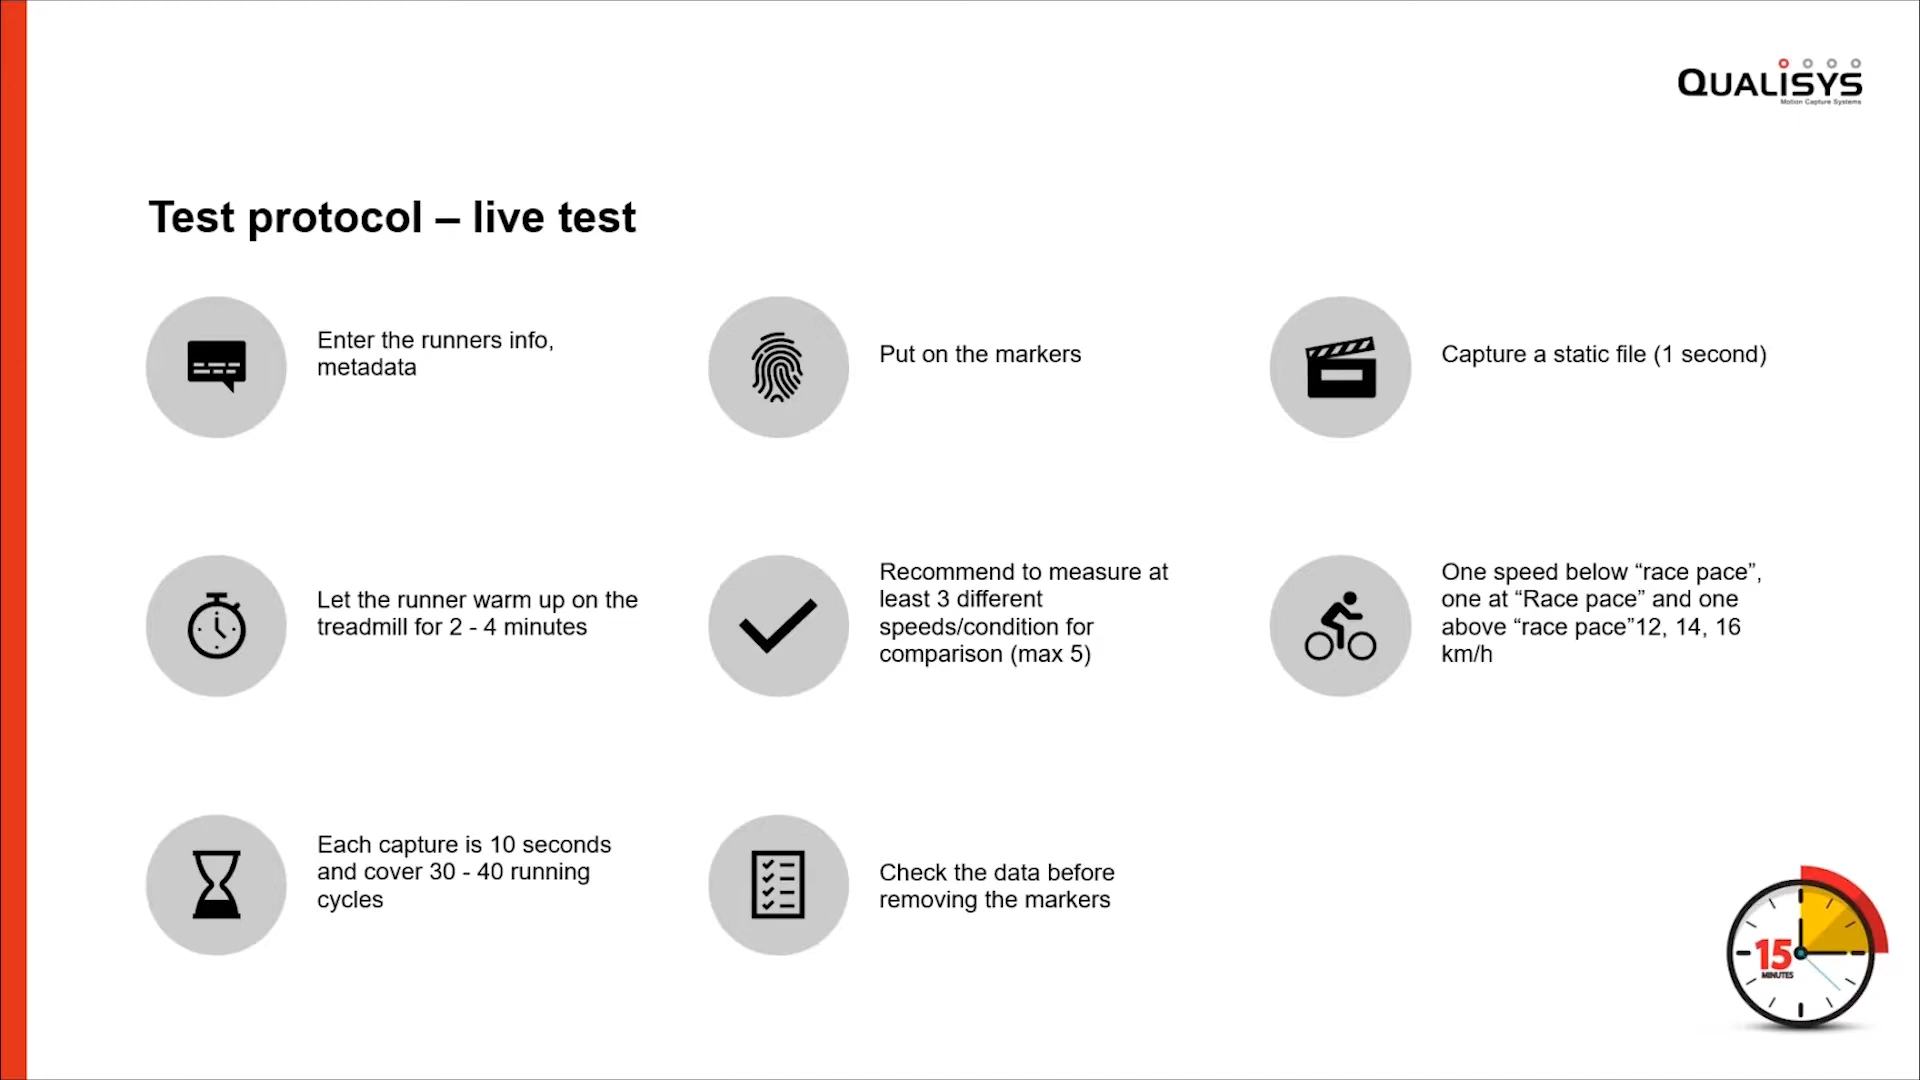 QUALISYS
Motion Capture Systems
Test protocol – live test
Enter the runners info,
metadata
Put on the markers
Capture a static file (1 second)
Let the runner warm up on the
treadmill for 2 - 4 minutes
Recommend to measure at
least 3 different
speeds/condition for
comparison (max 5)
One speed below “race pace”,
one at “Race pace” and one
above “race pace”12, 14, 16
km/h
Each capture is 10 seconds
and cover 30 - 40 running
cycles
Check the data before
removing the markers
15
MINUTES